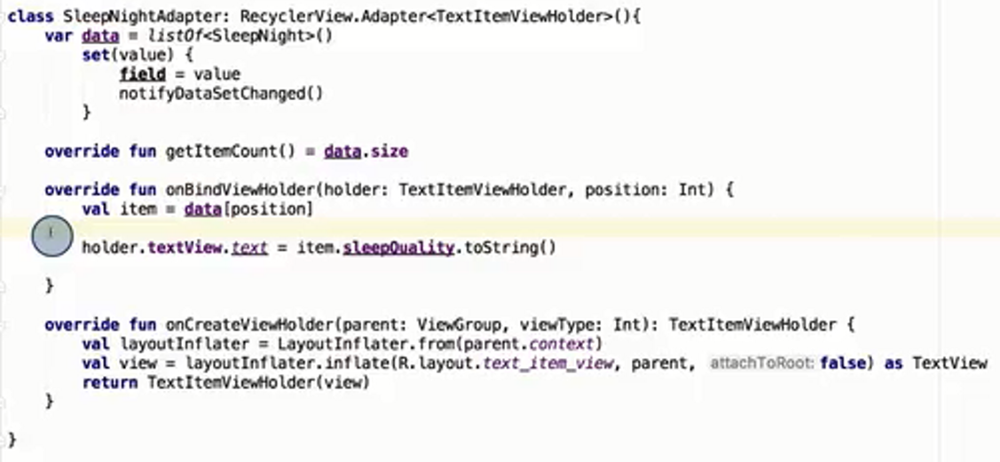 class SleepNightAdapter: RecyclerView.Adapter<TextItemViewHolder>(){
    var data = listOf<SleepNight>()
        set(value) {
            field = value
            notifyDataSetChanged()
        }

    override fun getItemCount() = data.size

    override fun onBindViewHolder(holder: TextItemViewHolder, position: Int) {
        val item = data[position]

        holder.textView.text = item.sleepQuality.toString()

    }

    override fun onCreateViewHolder(parent: ViewGroup, viewType: Int): TextItemViewHolder {
        val layoutInflater = LayoutInflater.from(parent.context)
        val view = layoutInflater.inflate(R.layout.text_item_view, parent, attachToRoot: false) as TextView
        return TextItemViewHolder(view)
    }

}